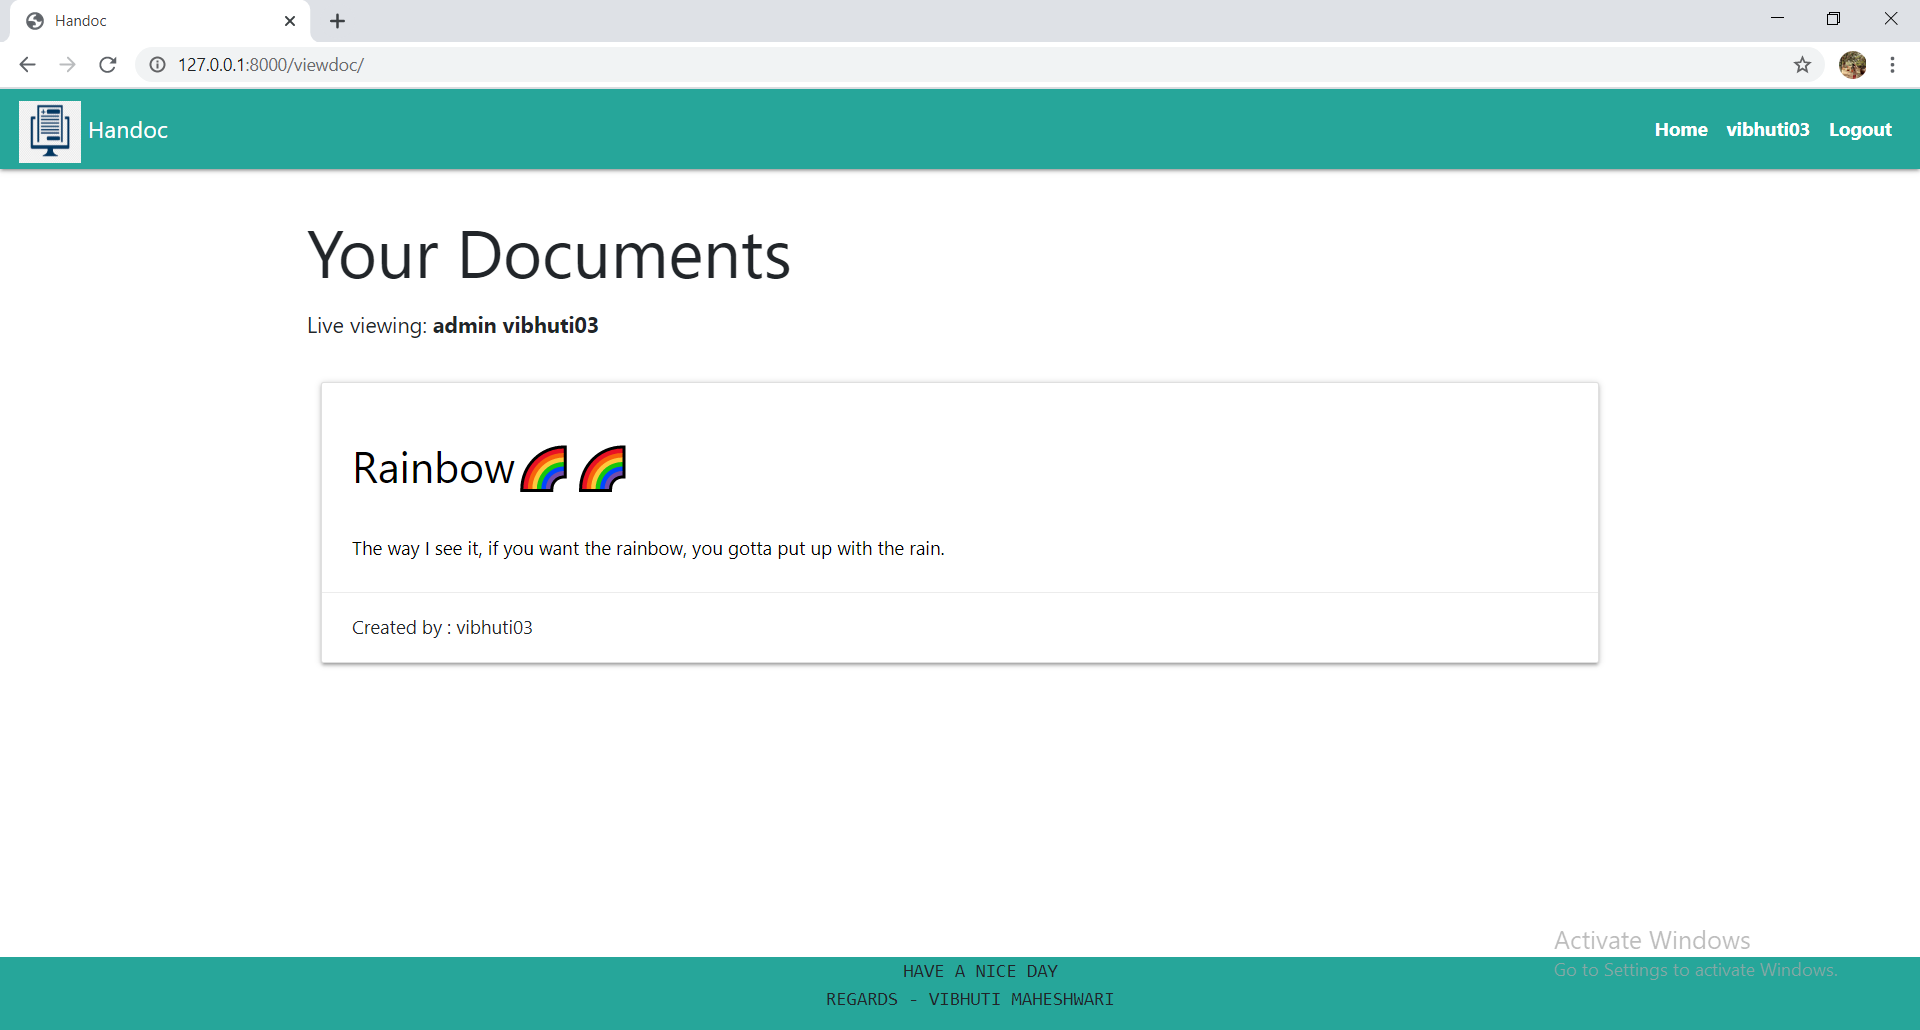 Handoc
127.0.0.1:8000/viewdoc/
Handoc
Home vibhuti03 Logout
Your Documents
Live viewing: admin vibhuti03
Rainbow🌈 🌈
The way I see it, if you want the rainbow, you gotta put up with the rain.
Created by : vibhuti03
Activate Windows
Go to Settings to activate Windows.
HAVE A NICE DAY
REGARDS - VIBHUTI MAHESHWARI